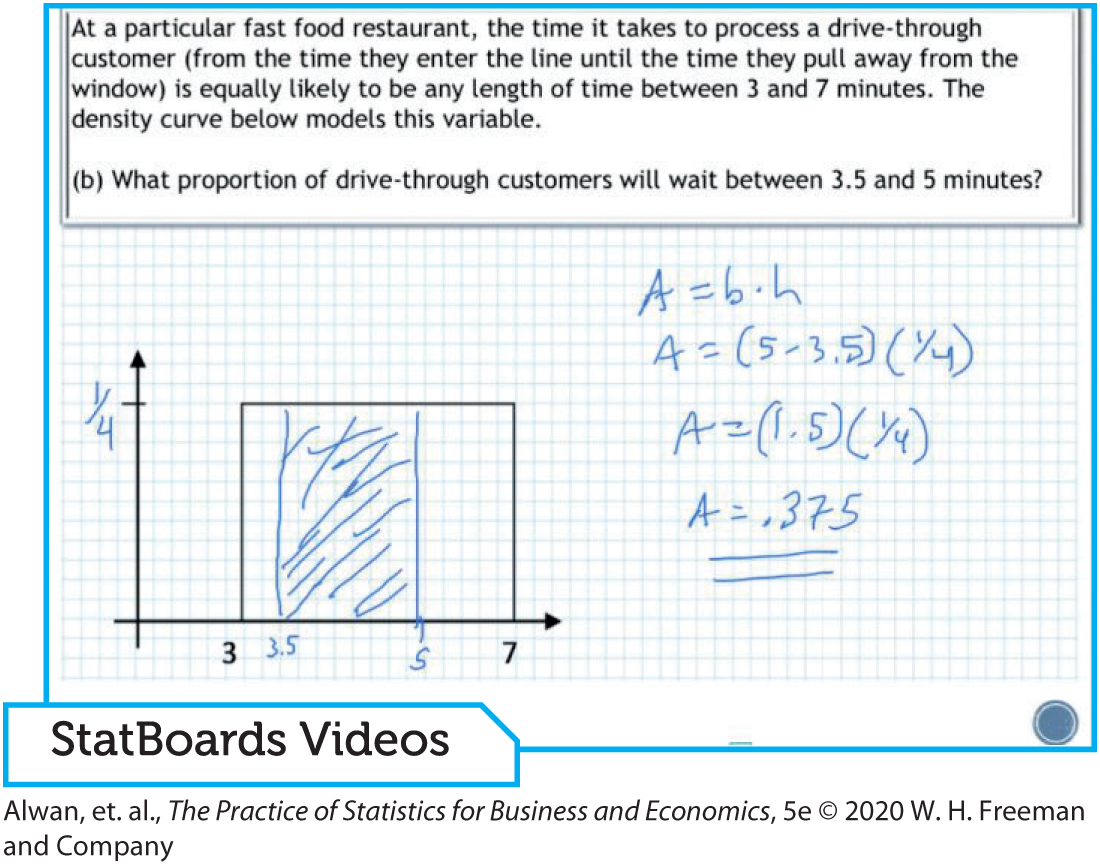 At a particular fast food restaurant, the time it takes to process a drive-through
customer (from the time they enter the line until the time they pull away from the
window) is equally likely to be any length of time between 3 and 7 minutes. The
density curve below models this variable.
(b) What proportion of drive-through customers will wait between 3.5 and 5 minutes?
A = b · h
A = (5 - 3.5) (1/4)
A = (1.5) (1/4)
A = .375
1/4
3 3.5 5 7
StatBoards Videos
Alwan, et. al., The Practice of Statistics for Business and Economics, 5e © 2020 W. H. Freeman
and Company